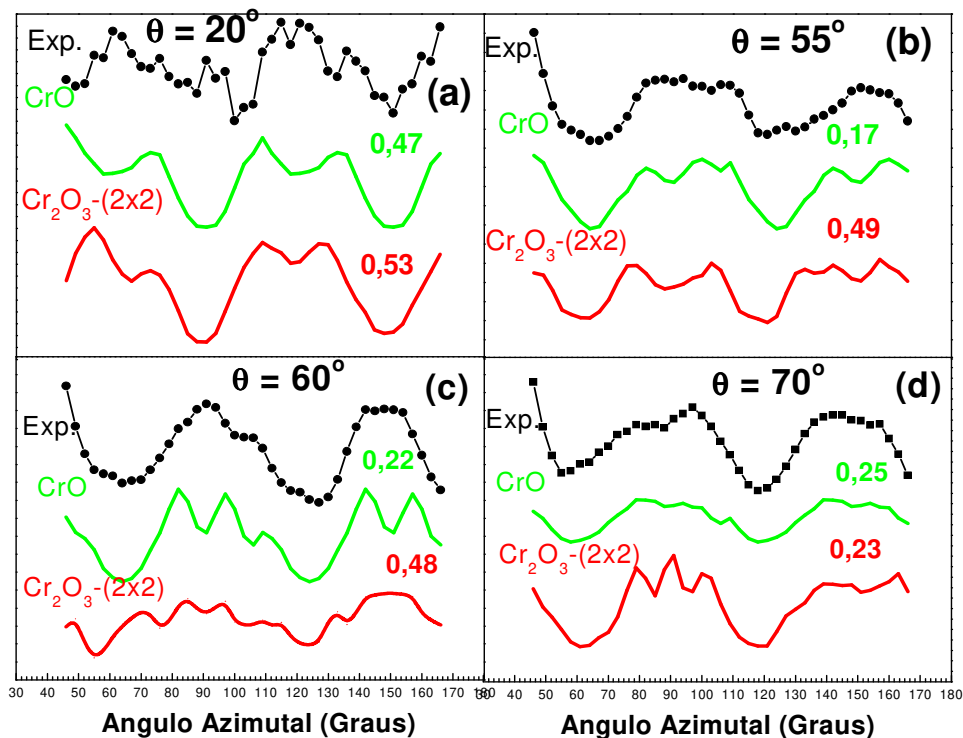 θ = 20°
Exp.
(a)
CrO
0,47
Cr₂O₃-(2x2)
0,53
θ = 55°
(b)
Exp.
CrO
0,17
Cr₂O₃-(2x2)
0,49
θ = 60°
(c)
Exp.
0,22
CrO
0,48
Cr₂O₃-(2x2)
30 40 50 60 70 80 90 100 110 120 130 140 150 160 170
Angulo Azimutal (Graus)
θ = 70°
(d)
Exp.
CrO
0,25
Cr₂O₃-(2x2)
0,23
40 50 60 70 80 90 100 110 120 130 140 150 160 170 180
Angulo Azimutal (Graus)